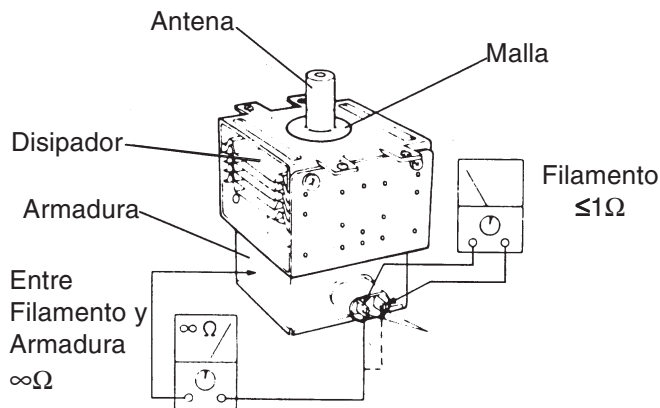 Antena
Malla
Disipador
Filamento
≤1Ω
Armadura
Entre
Filamento y
Armadura
∞Ω
∞ Ω